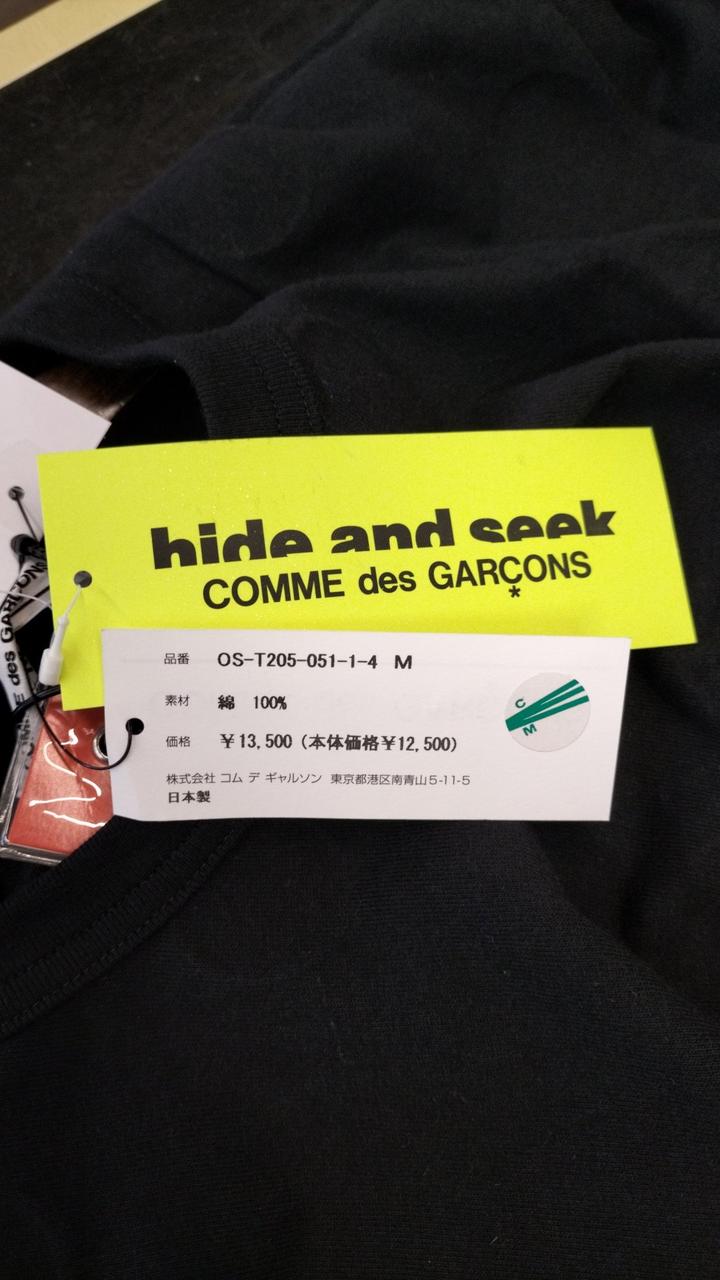 hide and seek
COMME des GARÇONS
*
品番 OS-T205-051-1-4 M
素材 綿 100%
価格 ￥13,500（本体価格￥12,500）
株式会社 コム デ ギャルソン 東京都港区南青山5-11-5
日本製
C
M
des GARÇONS